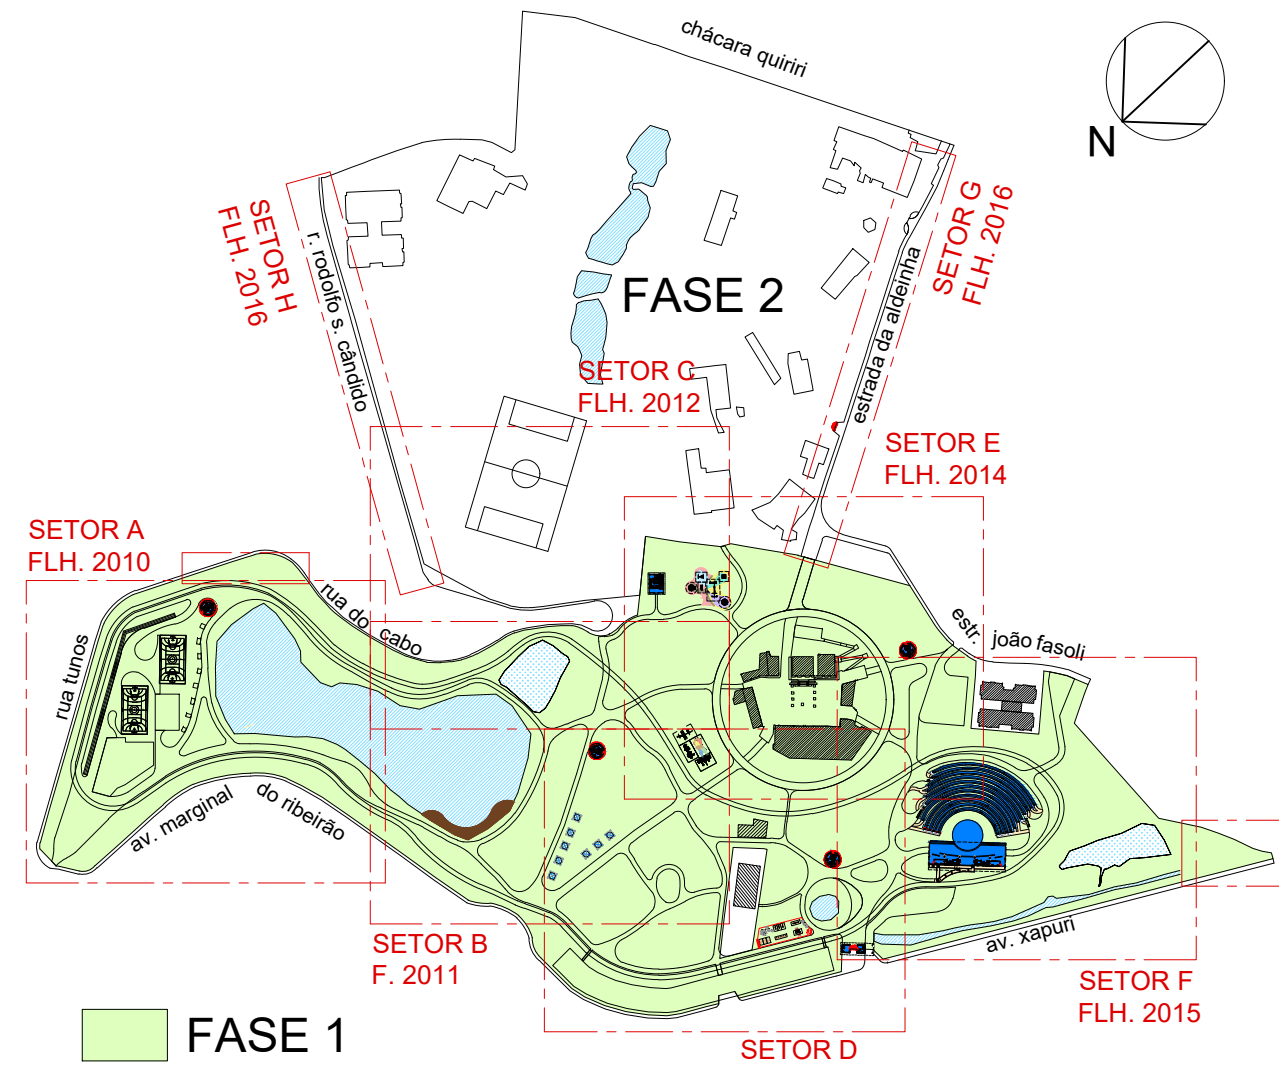 chácara quiriri
N
SETOR H
FLH. 2016
r. rodolfo s. cândido
SETOR G
FLH. 2016
estrada da aldeinha
FASE 2
SETOR C
FLH. 2012
SETOR E
FLH. 2014
SETOR A
FLH. 2010
rua tunos
rua do cabo
estr. joão fasoli
av. marginal do ribeirão
SETOR B
F. 2011
av. xapuri
SETOR F
FLH. 2015
FASE 1
SETOR D